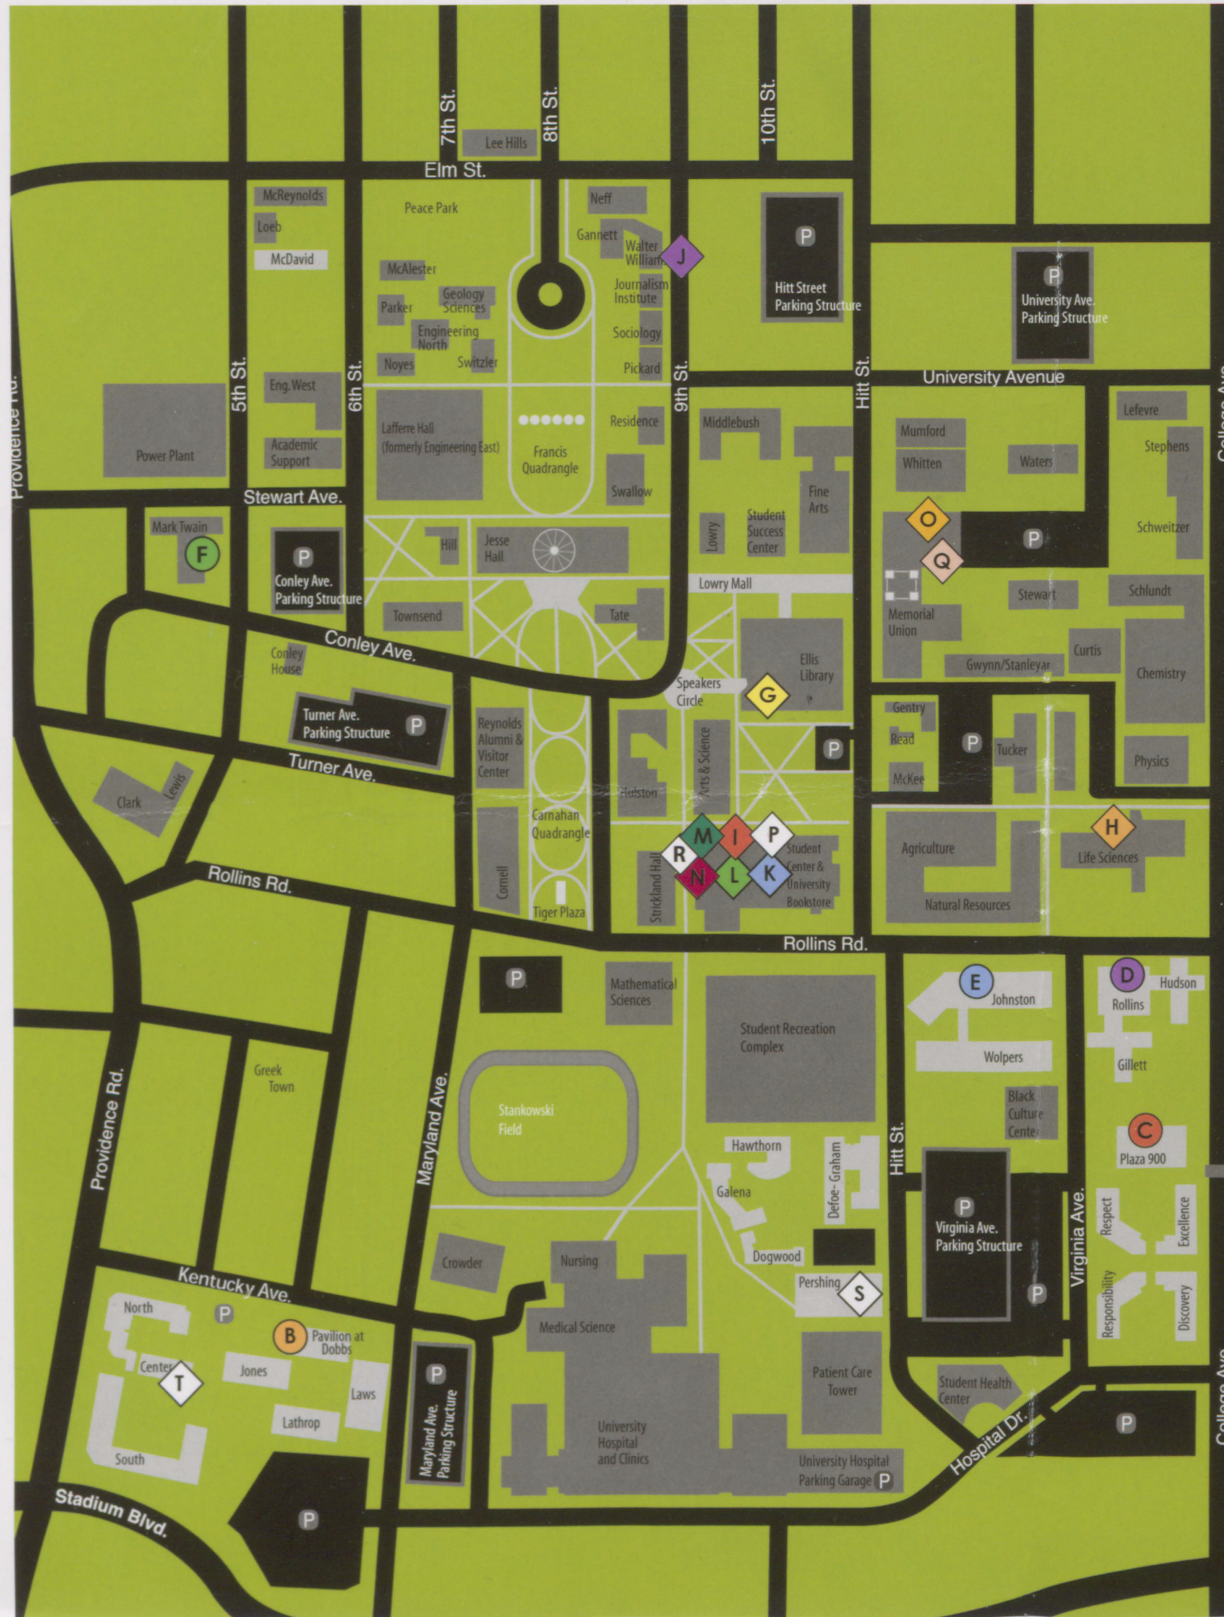 7th St.
8th St.
10th St.
Lee Hills
Elm St.
McReynolds
Loeb
McDavid
Peace Park
Neff
Gannett
Walter
J
McAlester
Parker
Geology
Sciences
Engineering
North
Noyes
Switzler
Journalism
Institute
Sociology
Pickard
P
Hitt Street
Parking Structure
P
University Ave.
Parking Structure
5th St.
6th St.
9th St.
Hitt St.
University Avenue
Providence Rd.
Power Plant
Eng. West
Academic
Support
Lafferre Hall
(formerly Engineering East)
Francis
Quadrangle
Residence
Swallow
Middlebush
Fine
Arts
Lowry
Student
Success
Center
Mumford
Whitten
Waters
Lefevre
Stephens
Schweitzer
Stewart Ave.
Mark Twain
F
P
Conley Ave.
Parking Structure
Hill
Jesse
Hall
Townsend
Tate
Lowry Mall
O
Q
P
Memorial
Union
Stewart
Schlundt
Gwynn/Stanley
Curtis
Chemistry
Conley Ave.
Conley
House
Turner Ave.
Parking Structure
P
Turner Ave.
Reynolds
Alumni &
Visitor
Center
Speakers
Circle
Ellis
Library
G
P
Gentry
Read
McKee
P
Tucker
Physics
Clark
Lewis
Hulston
Arts & Science
Carnahan
Quadrangle
Cornell
Tiger Plaza
Strickland Hall
M
I
P
R
N
L
K
Student
Center &
University
Bookstore
Agriculture
Natural Resources
H
Life Sciences
Rollins Rd.
Rollins Rd.
P
Mathematical
Sciences
Student Recreation
Complex
E
Johnston
Wolpers
D
Rollins
Hudson
Gillett
Black
Culture
Center
C
Plaza 900
Greek
Town
Providence Rd.
Maryland Ave.
Stankowski
Field
Hitt St.
Virginia Ave.
Hawthorn
Galena
Defoe-Graham
Dogwood
Pershing
S
P
Virginia Ave.
Parking Structure
P
Respect
Excellence
Responsibility
Discovery
Crowder
Nursing
Medical Science
Kentucky Ave.
North
P
B
Pavilion at
Dobbs
Center
T
Jones
Laws
Lathrop
South
P
Maryland Ave.
Parking Structure
University
Hospital
and Clinics
Patient Care
Tower
University Hospital
Parking Garage P
Student Health
Center
Hospital Dr.
P
College Ave.
Stadium Blvd.
P